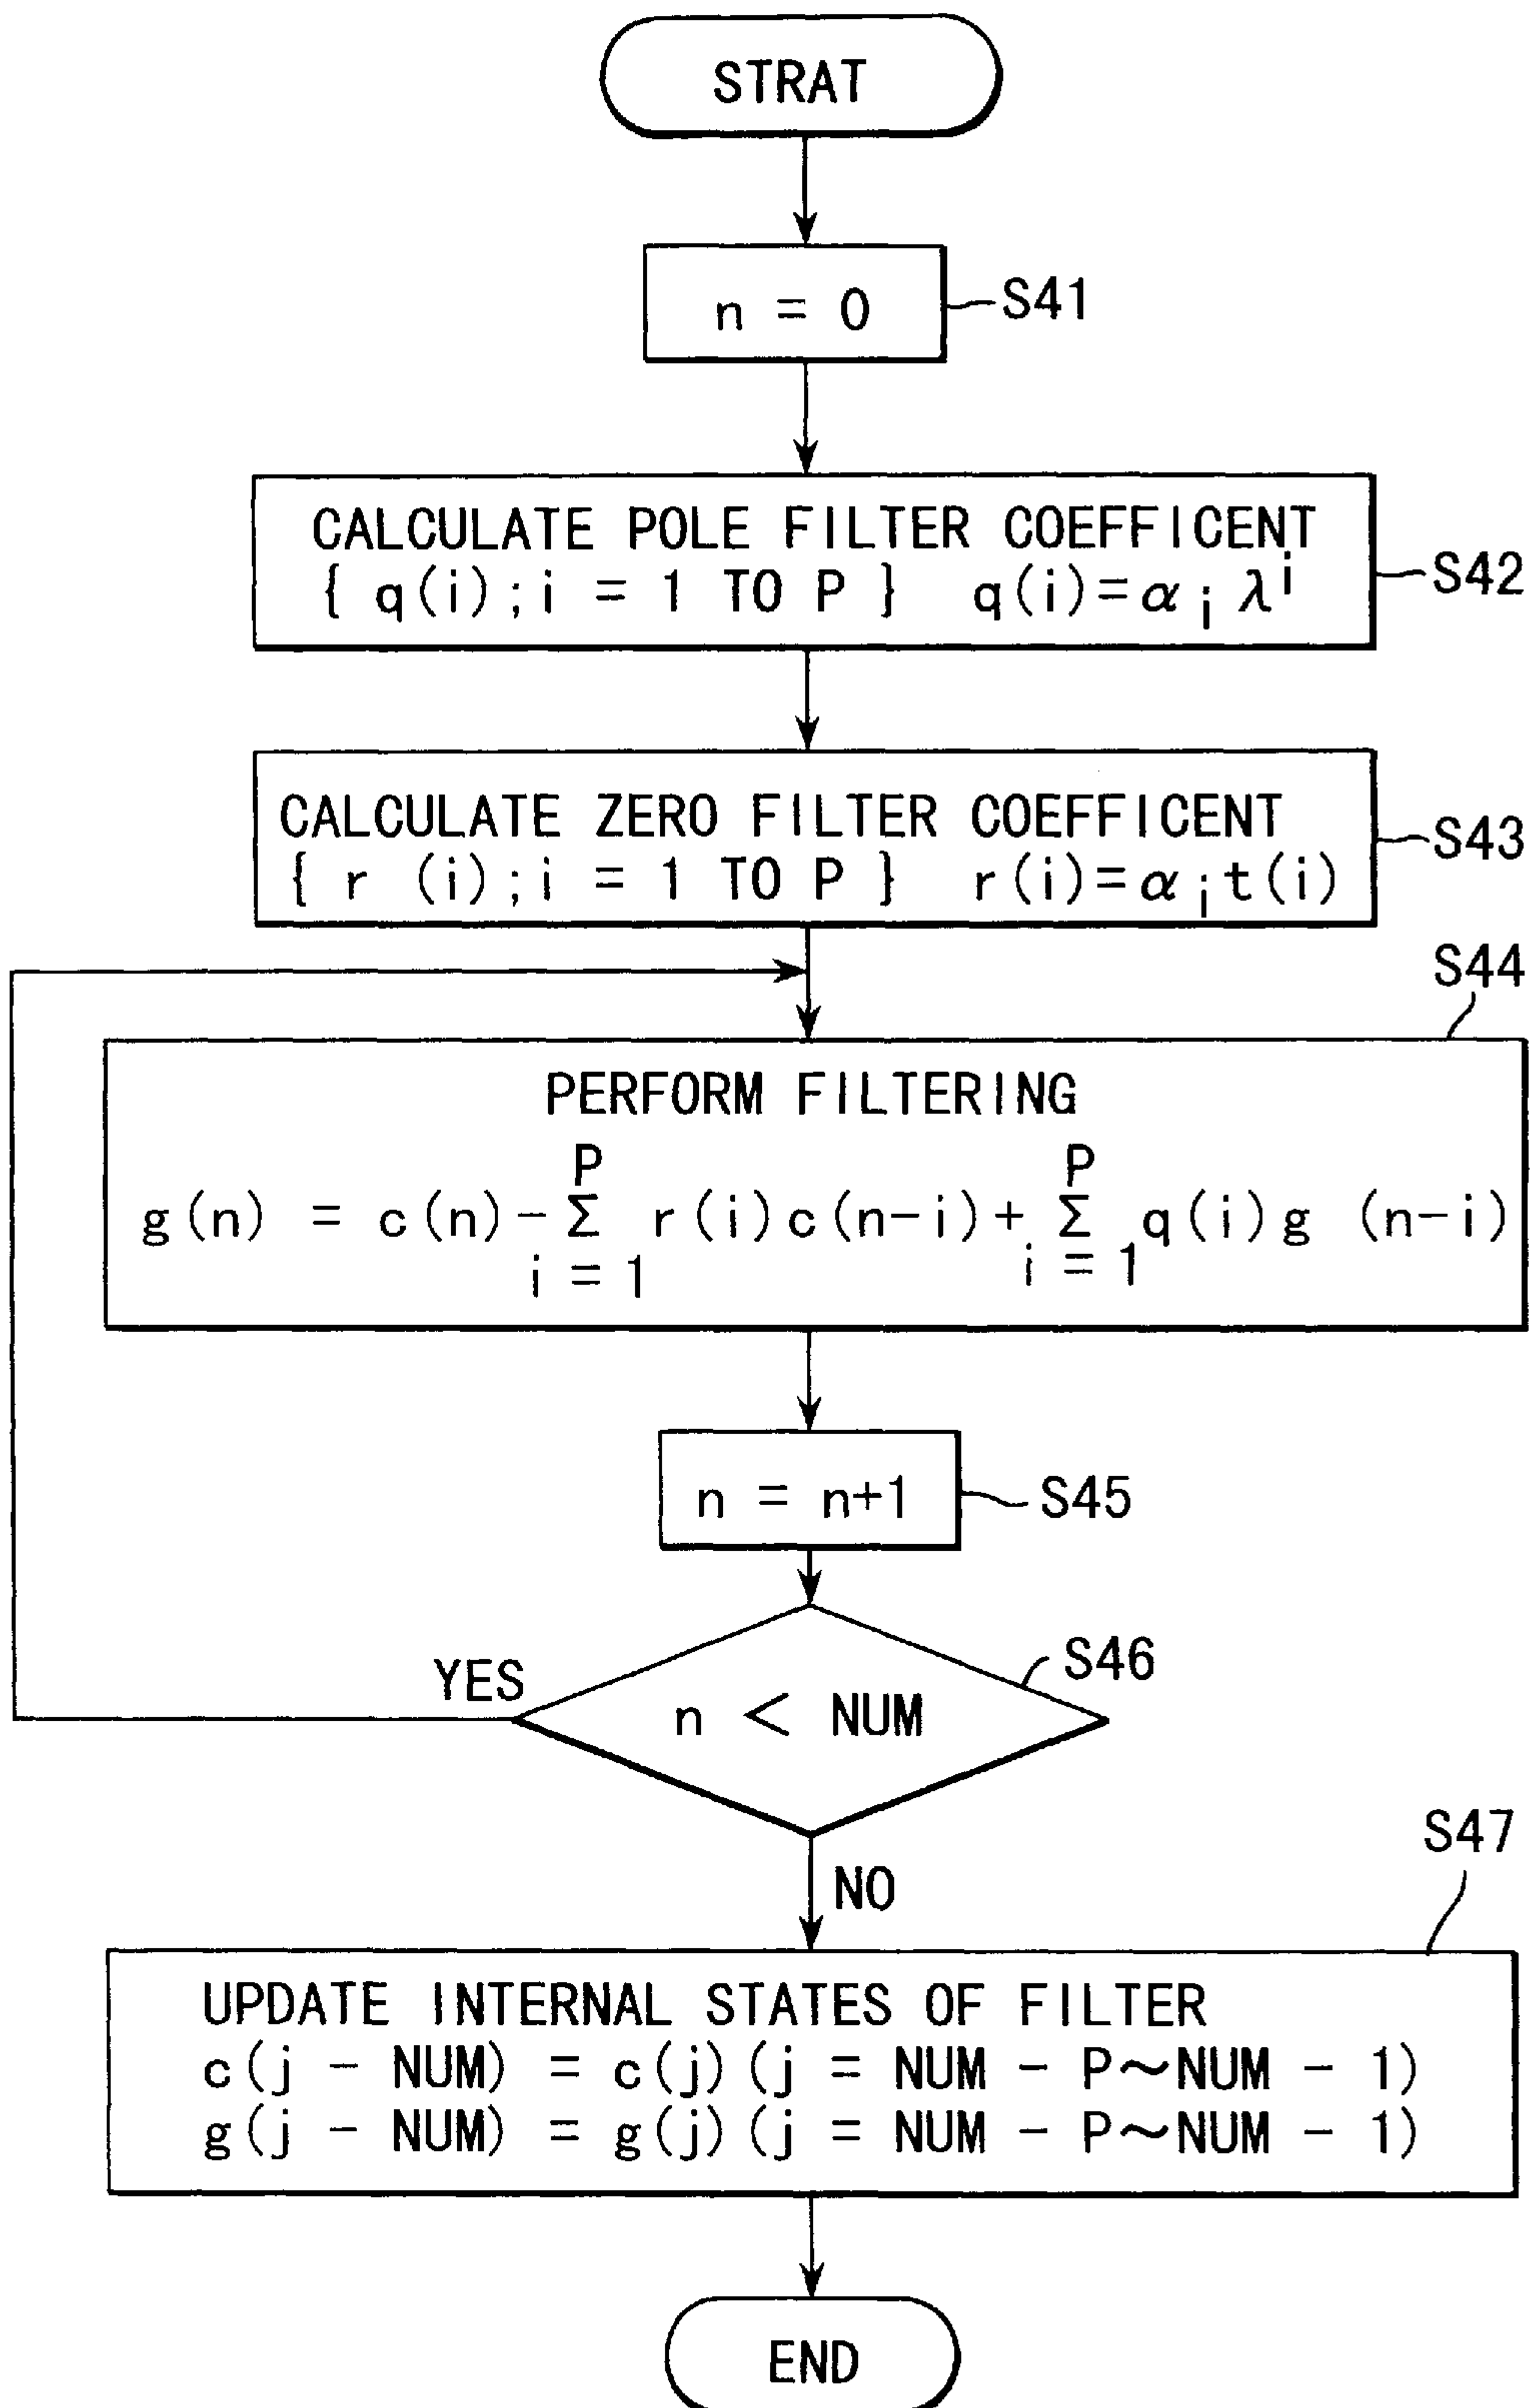 STRAT
n = 0
S41
CALCULATE POLE FILTER COEFFICENT
{ q(i);i = 1 TO P } q(i)=αi λ^i
S42
CALCULATE ZERO FILTER COEFFICENT
{ r (i);i = 1 TO P } r(i)=αi t(i)
S43
S44
PERFORM FILTERING
g(n) = c(n)-Σ_{i=1}^{P} r(i)c(n-i)+Σ_{i=1}^{P} q(i)g (n-i)
n = n+1
S45
S46
YES
n < NUM
NO
S47
UPDATE INTERNAL STATES OF FILTER
c(j - NUM) = c(j)(j = NUM - P~NUM - 1)
g(j - NUM) = g(j)(j = NUM - P~NUM - 1)
END